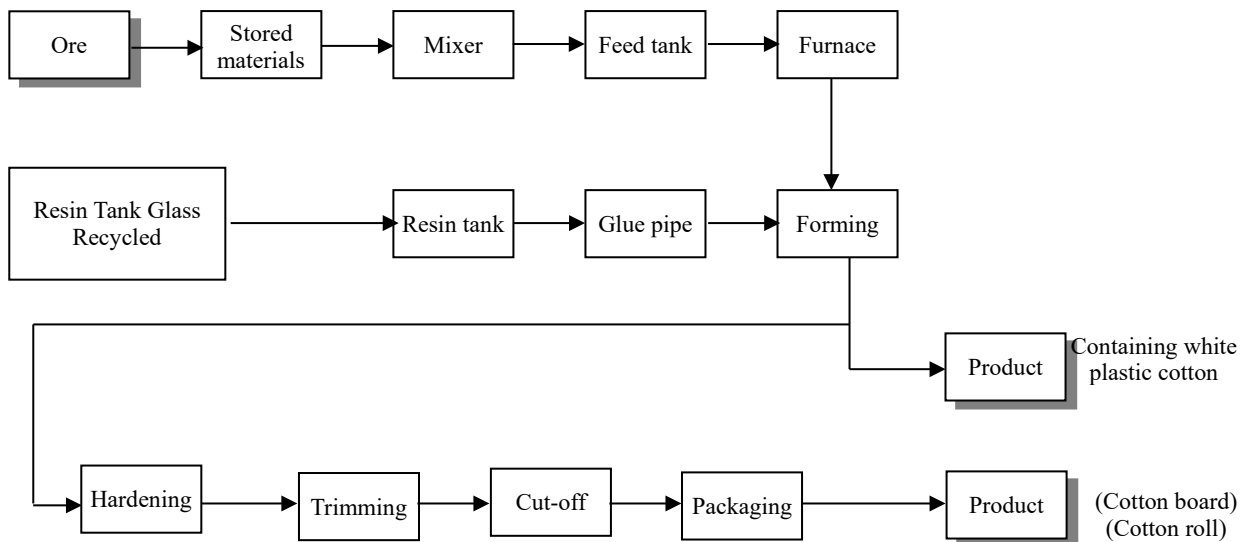 Ore
Stored
materials
Mixer
Feed tank
Furnace
Resin Tank Glass
Recycled
Resin tank
Glue pipe
Forming
Product
Containing white
plastic cotton
Hardening
Trimming
Cut-off
Packaging
Product
(Cotton board)
(Cotton roll)